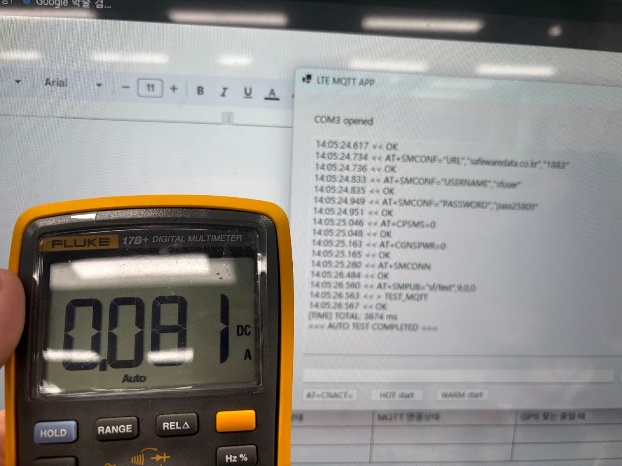 Google
Arial
− 11 + B I U A
LTE MQTT APP
COM3 opened
14:05:24.617 << OK
14:05:24.734 << AT+SMCONF="URL","safewaredata.co.kr","1883"
14:05:24.736 << OK
14:05:24.833 << AT+SMCONF="USERNAME","sfuser"
14:05:24.835 << OK
14:05:24.949 << AT+SMCONF="PASSWORD",
14:05:24.951 << OK
14:05:25.046 << AT+CPSMS=0
14:05:25.048 << OK
14:05:25.163 << AT+CGNSPWR=0
14:05:25.165 << OK
14:05:25.280 << AT+SMCONN
14:05:26.484 << OK
14:05:26.560 << AT+SMPUB="sf/test",9,0,0
14:05:26.563 << > TEST_MQTT
14:05:26.567 << OK
[TIME] TOTAL: 3674 ms
=== AUTO TEST COMPLETED ===
AT+CNACT=
HOT start
WARM start
MQTT 연결상태
GPS
FLUKE 17B+ DIGITAL MULTIMETER
0.081
DC
A
Auto
HOLD
RANGE
REL△
Hz %